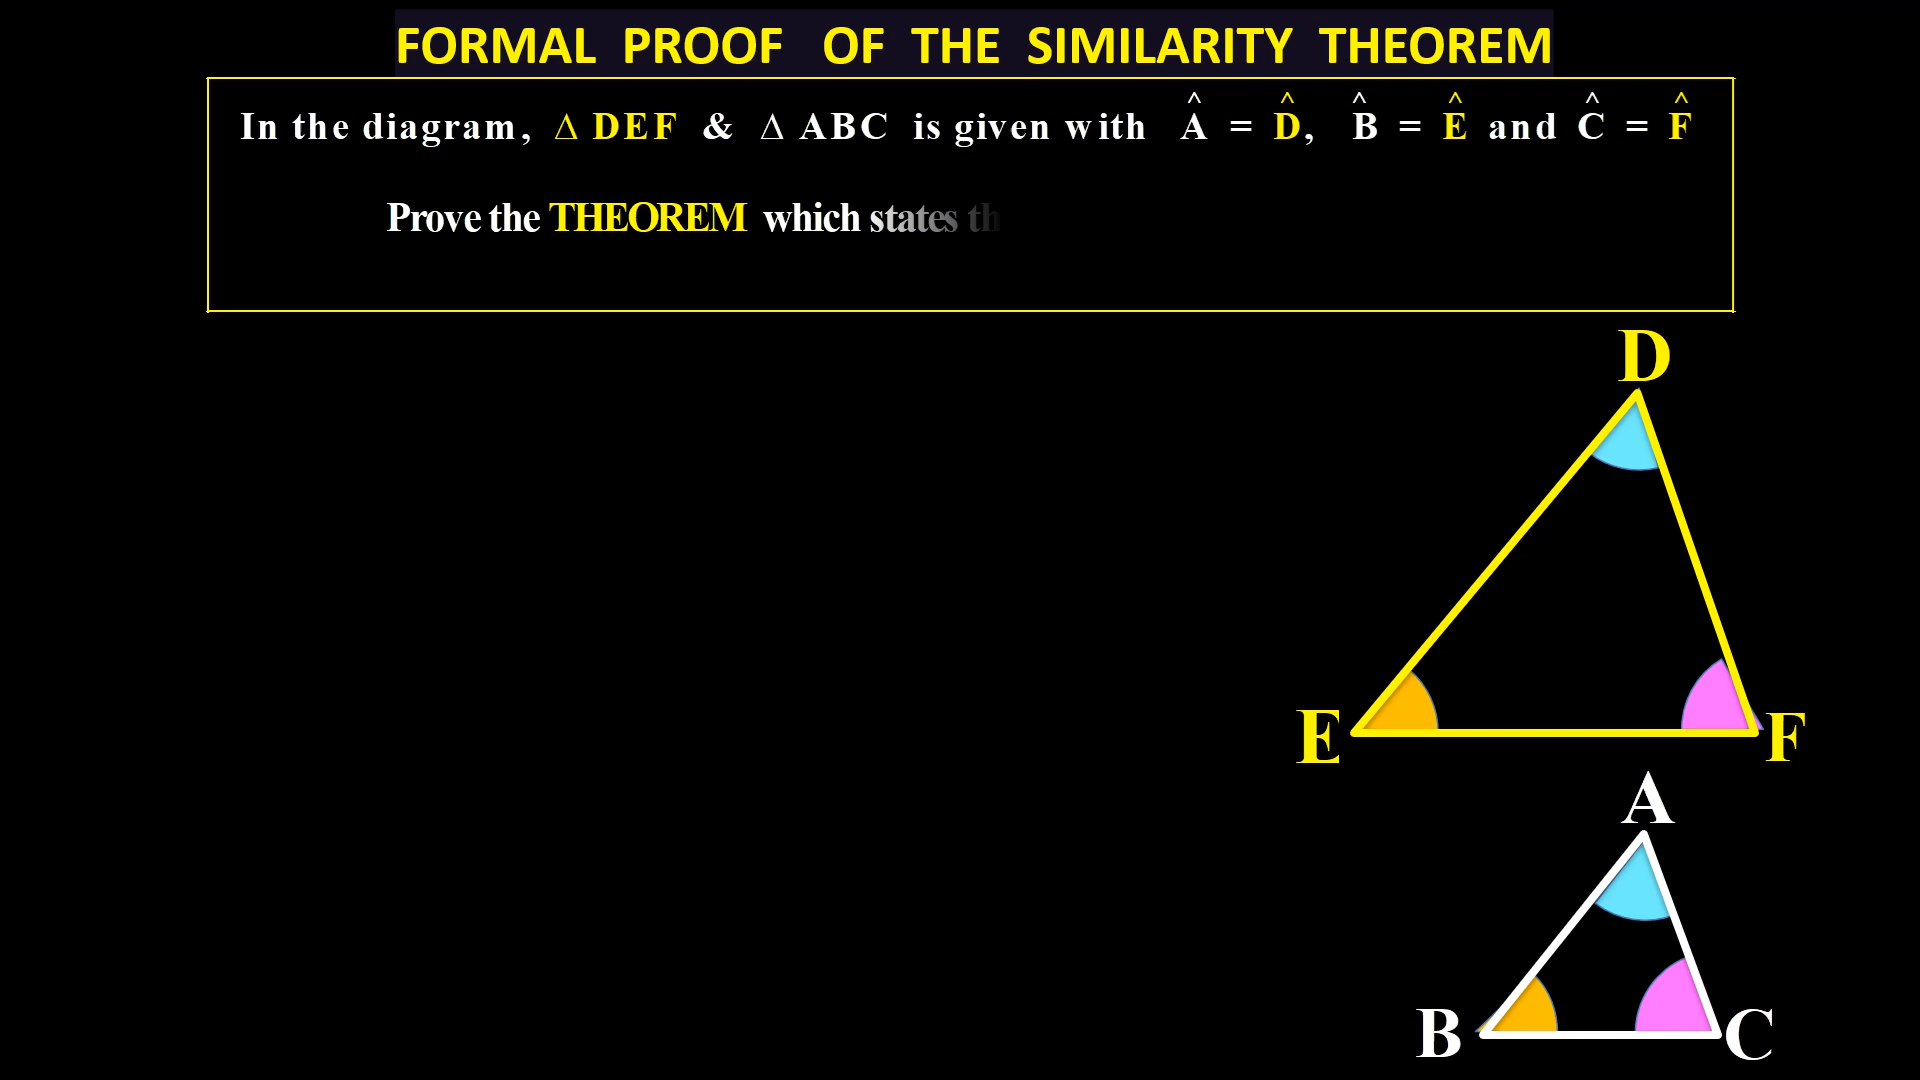 FORMAL PROOF OF THE SIMILARITY THEOREM
In the diagram, Δ DEF & Δ ABC is given with Â = D̂, B̂ = Ê and Ĉ = F̂
Prove the THEOREM which states th
D
E
F
A
B
C